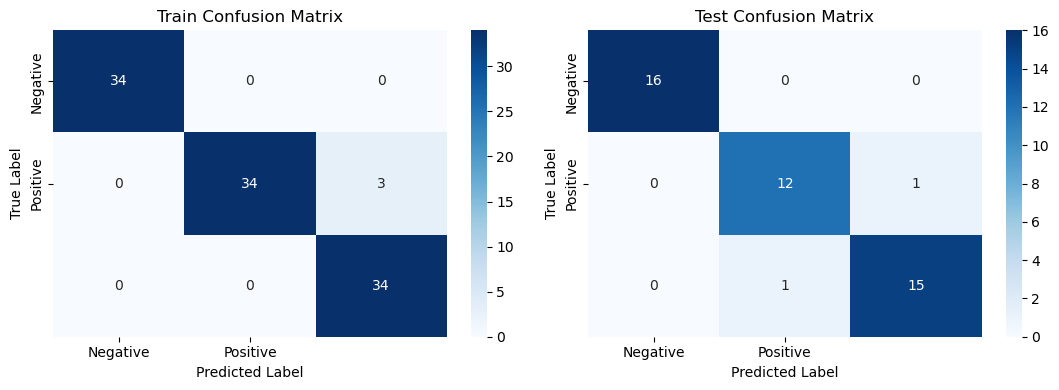 Train Confusion Matrix
True Label
Negative
Positive
34 0 0
0 34 3
0 0 34
30
25
20
15
10
5
0
Negative Positive
Predicted Label
Test Confusion Matrix
True Label
Negative
Positive
16 0 0
0 12 1
0 1 15
16
14
12
10
8
6
4
2
0
Negative Positive
Predicted Label